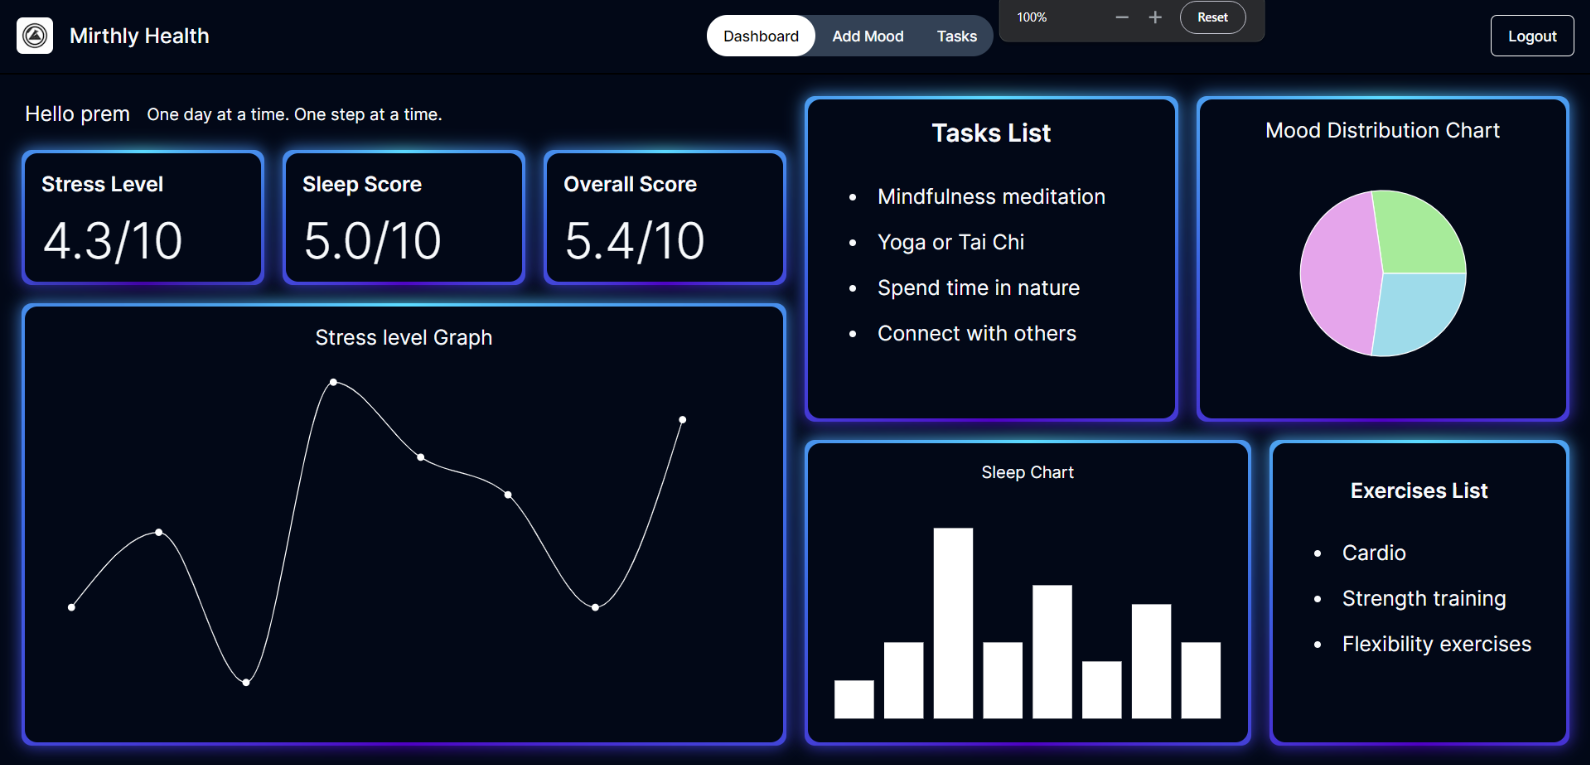 Mirthly Health
Dashboard
Add Mood
Tasks
100%
Reset
Logout
Hello prem
One day at a time. One step at a time.
Stress Level
4.3/10
Sleep Score
5.0/10
Overall Score
5.4/10
Stress level Graph
Tasks List
Mindfulness meditation
Yoga or Tai Chi
Spend time in nature
Connect with others
Mood Distribution Chart
Sleep Chart
Exercises List
Cardio
Strength training
Flexibility exercises